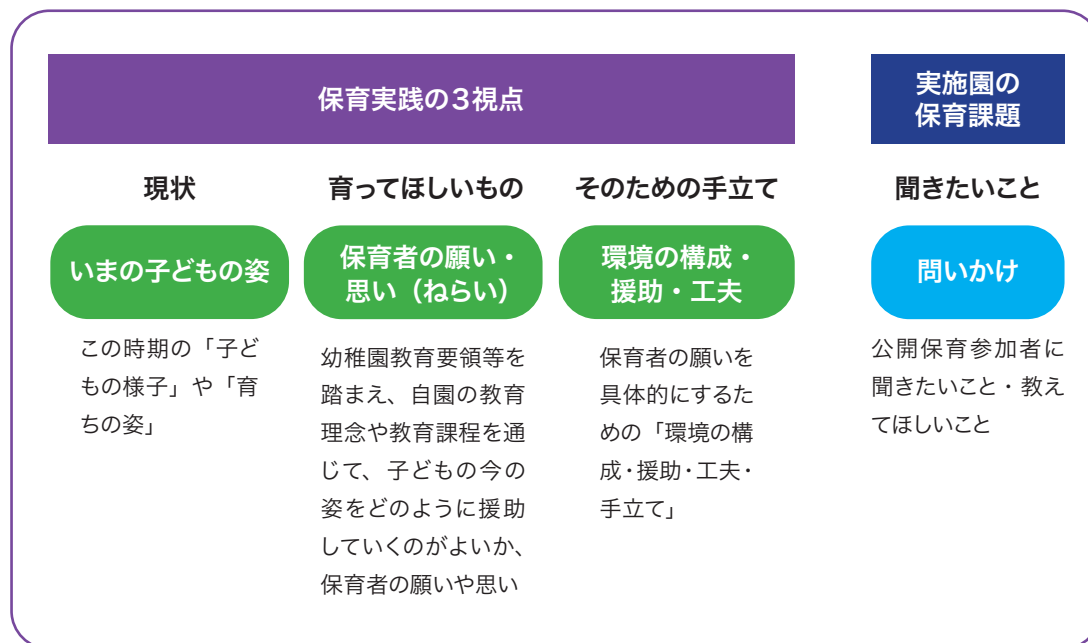 保育実践の3視点
実施園の
保育課題
現状
育ってほしいもの
そのための手立て
聞きたいこと
いまの子どもの姿
保育者の願い・
思い（ねらい）
環境の構成・
援助・工夫
問いかけ
この時期の「子ど
もの様子」や「育
ちの姿」
幼稚園教育要領等を
踏まえ、自園の教育
理念や教育課程を通
じて、子どもの今の
姿をどのように援助
していくのがよいか、
保育者の願いや思い
保育者の願いを
具体的にするた
めの「環境の構
成・援助・工夫・
手立て」
公開保育参加者に
聞きたいこと・教え
てほしいこと